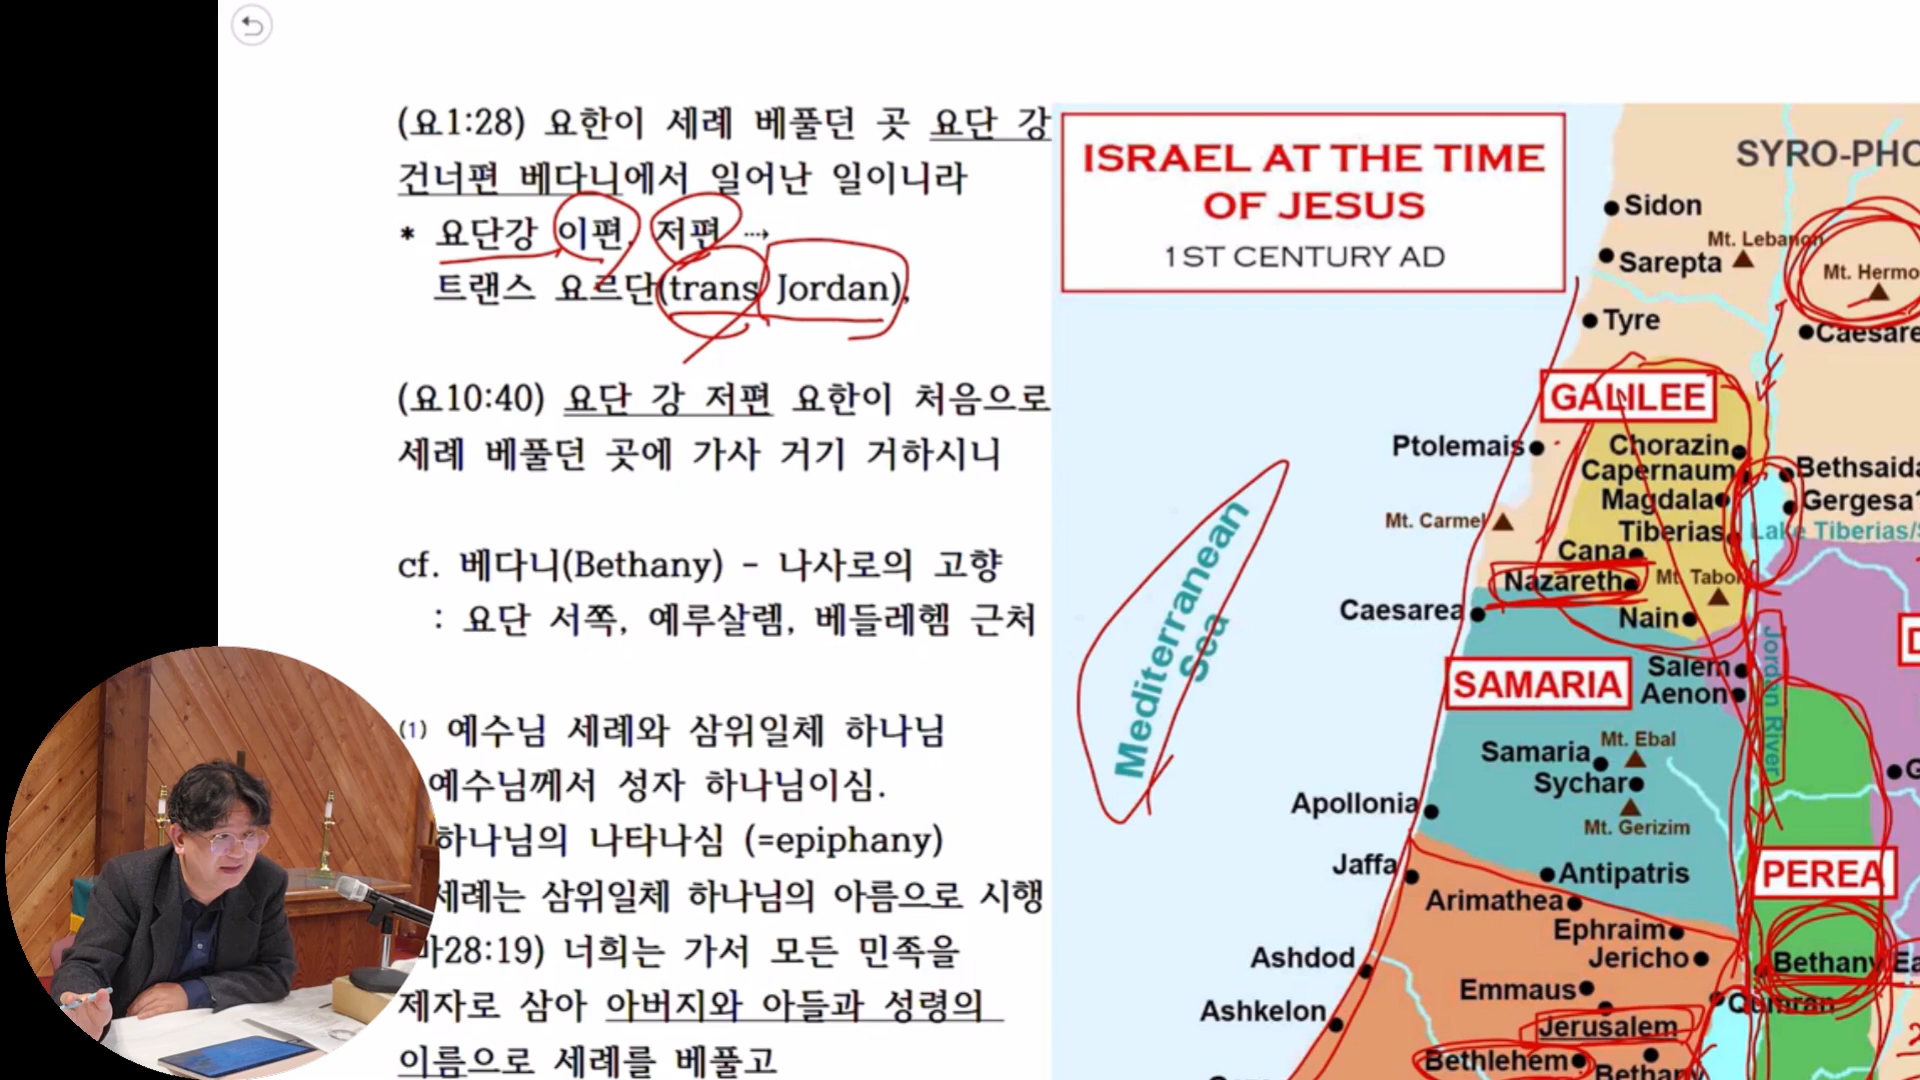 (요1:28) 요한이 세례 베풀던 곳 요단 강
건너편 베다니에서 일어난 일이니라
* 요단강 이편, 저편 ⇢
트랜스 요르단(trans Jordan),
(요10:40) 요단 강 저편 요한이 처음으로
세례 베풀던 곳에 가사 거기 거하시니
cf. 베다니(Bethany) - 나사로의 고향
: 요단 서쪽, 예루살렘, 베들레헴 근처
(1) 예수님 세례와 삼위일체 하나님
예수님께서 성자 하나님이심.
하나님의 나타나심 (=epiphany)
세례는 삼위일체 하나님의 아름으로 시행
마28:19) 너희는 가서 모든 민족을
제자로 삼아 아버지와 아들과 성령의
이름으로 세례를 베풀고
ISRAEL AT THE TIME
OF JESUS
1ST CENTURY AD
SYRO-PHO
Sidon
Mt. Lebanon
Sarepta
Mt. Hermo
Tyre
Caesare
GALILEE
Ptolemais
Chorazin
Capernaum
Bethsaida
Magdala
Gergesa?
Mt. Carmel
Tiberias
Lake Tiberias/S
Cana
Nazareth
Mt. Tabor
Caesarea
Nain
Mediterranean
Sea
Jordan River
SAMARIA
Salem
Aenon
Samaria
Mt. Ebal
Sychar
Apollonia
Mt. Gerizim
Jaffa
Antipatris
PEREA
Arimathea
Ephraim
Ashdod
Jericho
Bethany Ea
Emmaus
Qumran
Ashkelon
Jerusalem
Bethlehem
Bethany